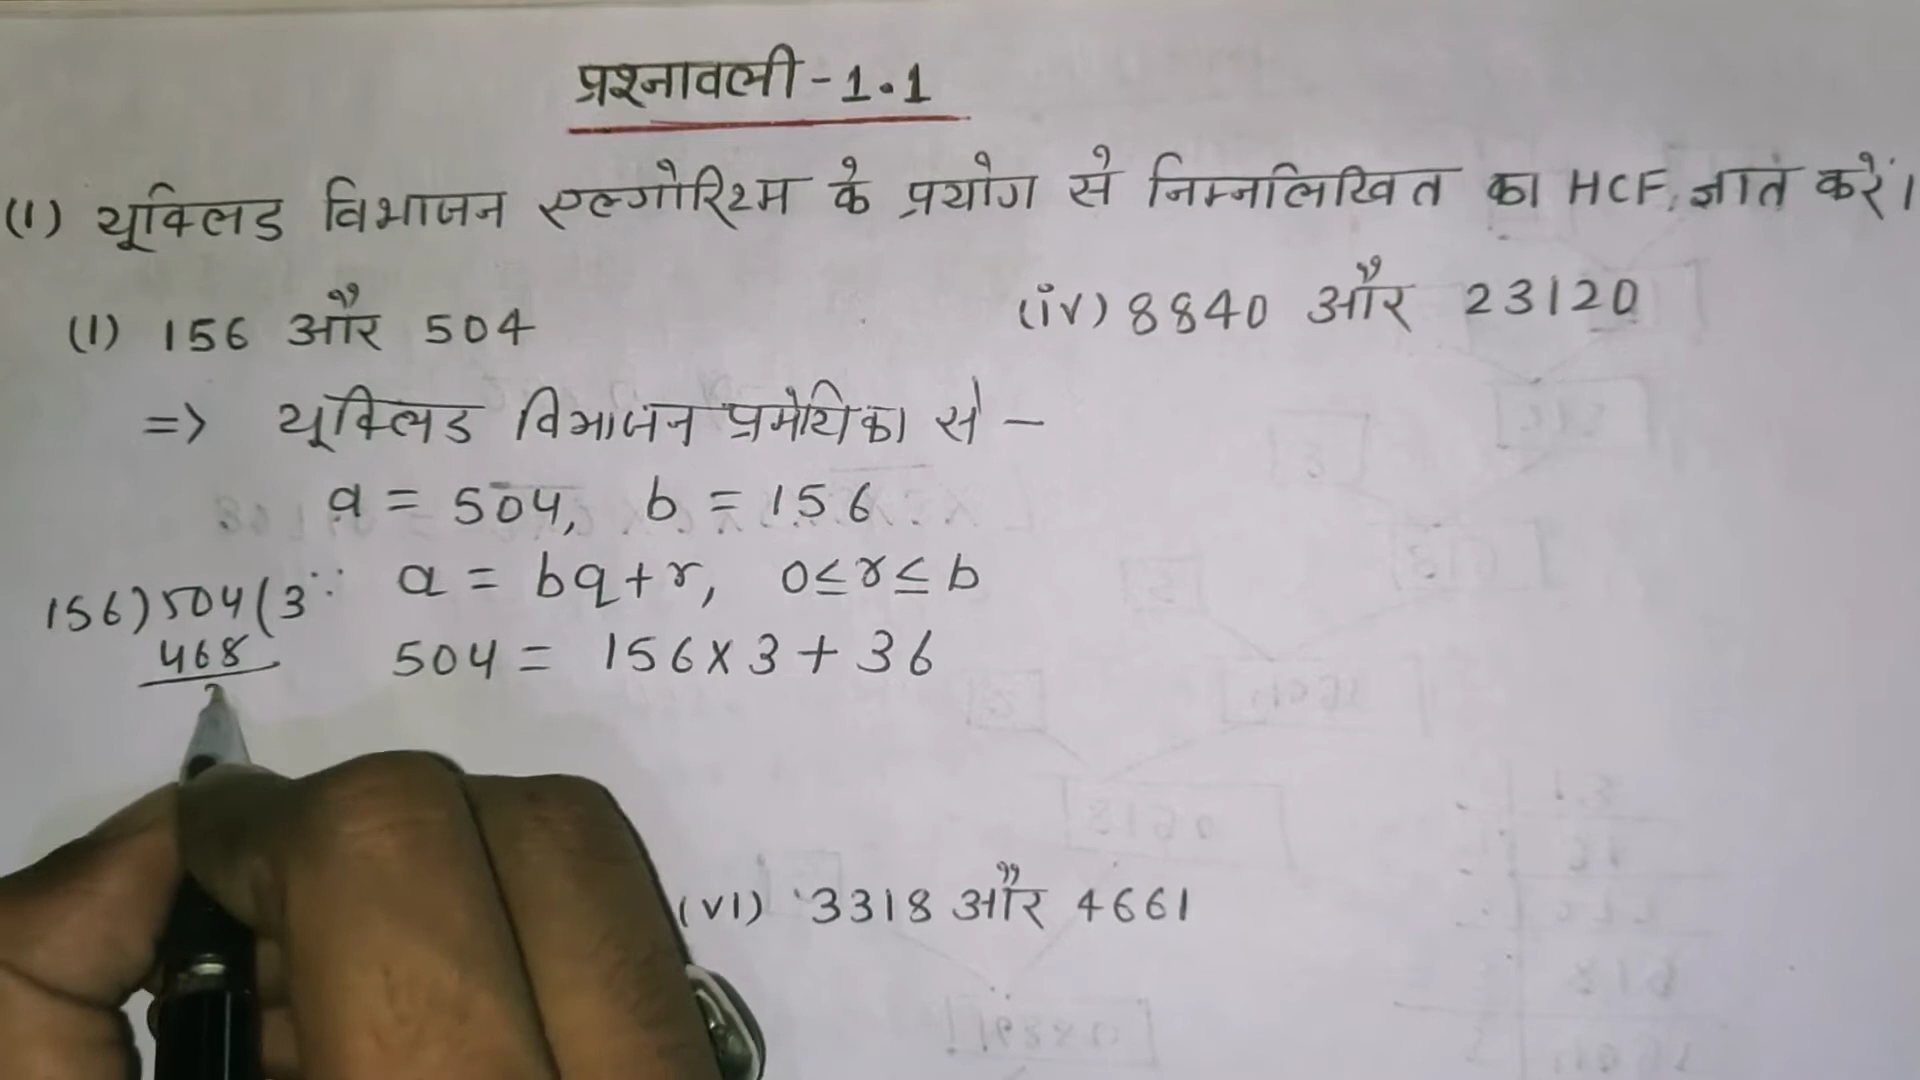 प्रश्नावली - 1.1
(1) यूक्लिड विभाजन एल्गोरिथ्म के प्रयोग से निम्नलिखित का HCF ज्ञात करें।
(1) 156 और 504
(iv) 8840 और 23120
=> यूक्लिड विभाजन प्रमेयिका से -
a = 504, b = 156
∵ a = bq + r, 0 ≤ r ≤ b
156)504(3
468
504 = 156 x 3 + 36
(VI) 3318 और 4661